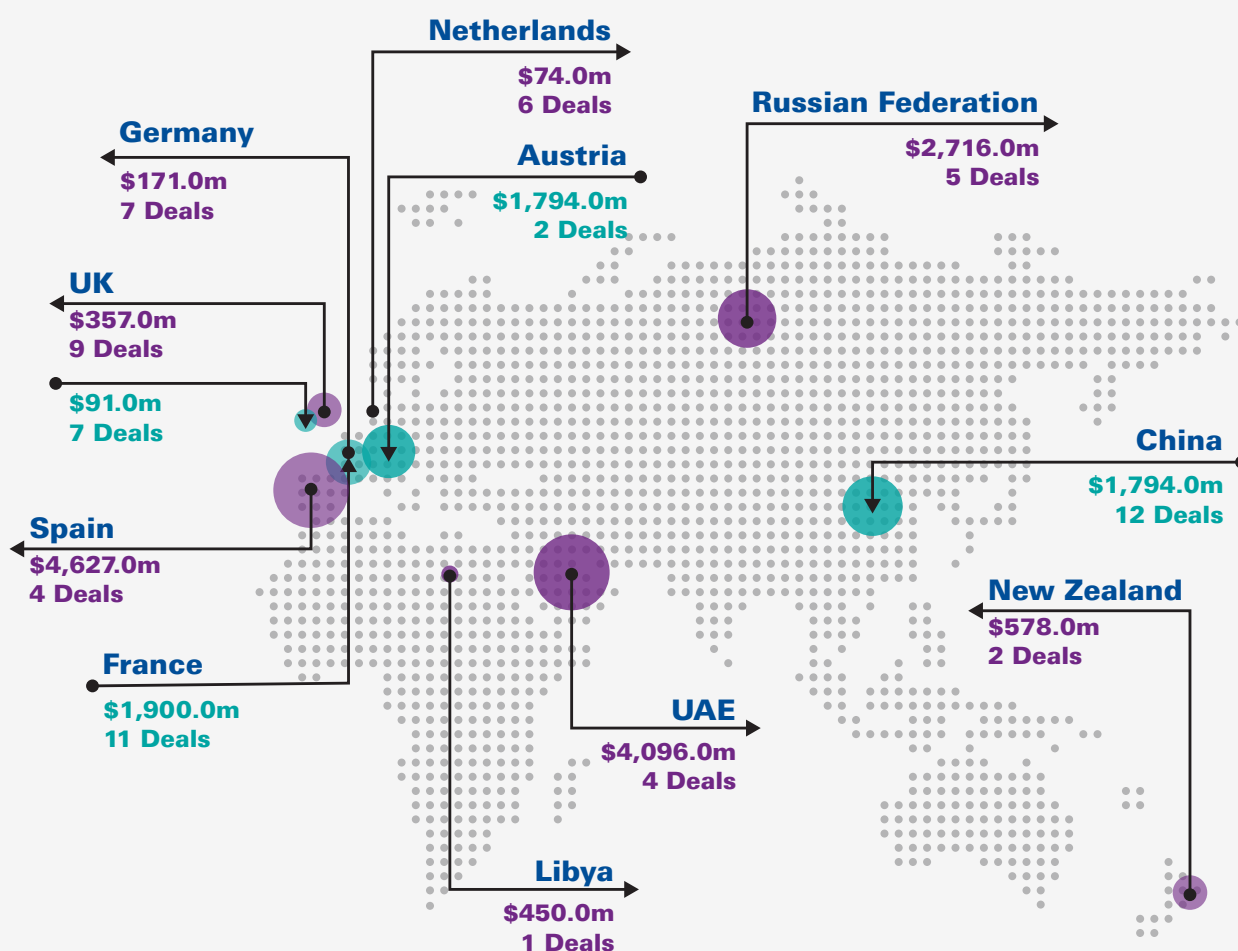 Netherlands
$74.0m
6 Deals
Russian Federation
$2,716.0m
5 Deals
Germany
$171.0m
7 Deals
Austria
$1,794.0m
2 Deals
UK
$357.0m
9 Deals
$91.0m
7 Deals
China
$1,794.0m
12 Deals
Spain
$4,627.0m
4 Deals
New Zealand
$578.0m
2 Deals
France
$1,900.0m
11 Deals
UAE
$4,096.0m
4 Deals
Libya
$450.0m
1 Deals